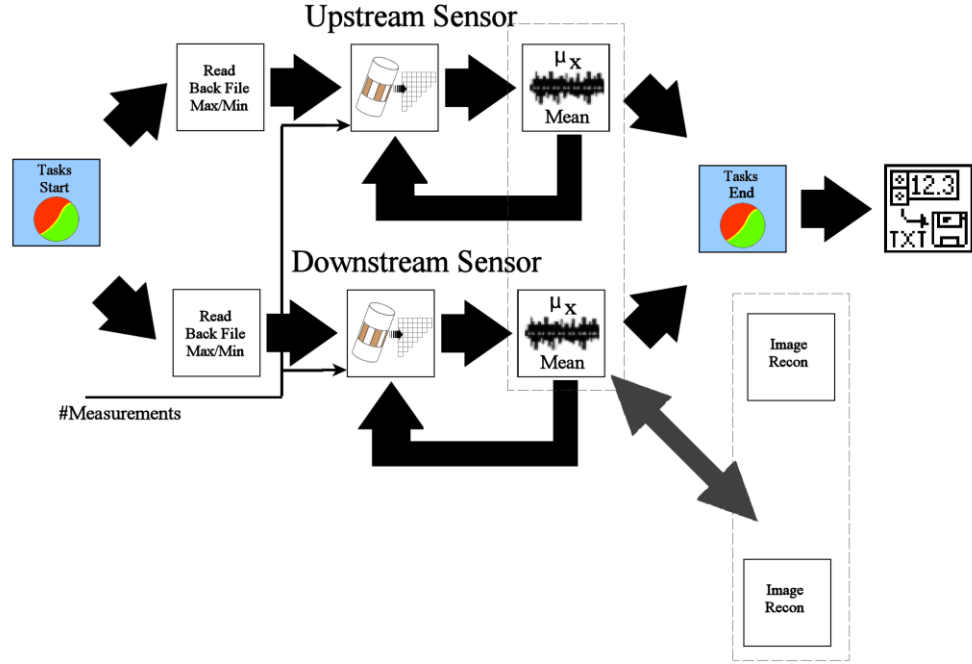 Upstream Sensor
Read
Back File
Max/Min
μx
Mean
Tasks
Start
Tasks
End
12.3
TXT
Downstream Sensor
Read
Back File
Max/Min
μx
Mean
#Measurements
Image
Recon
Image
Recon